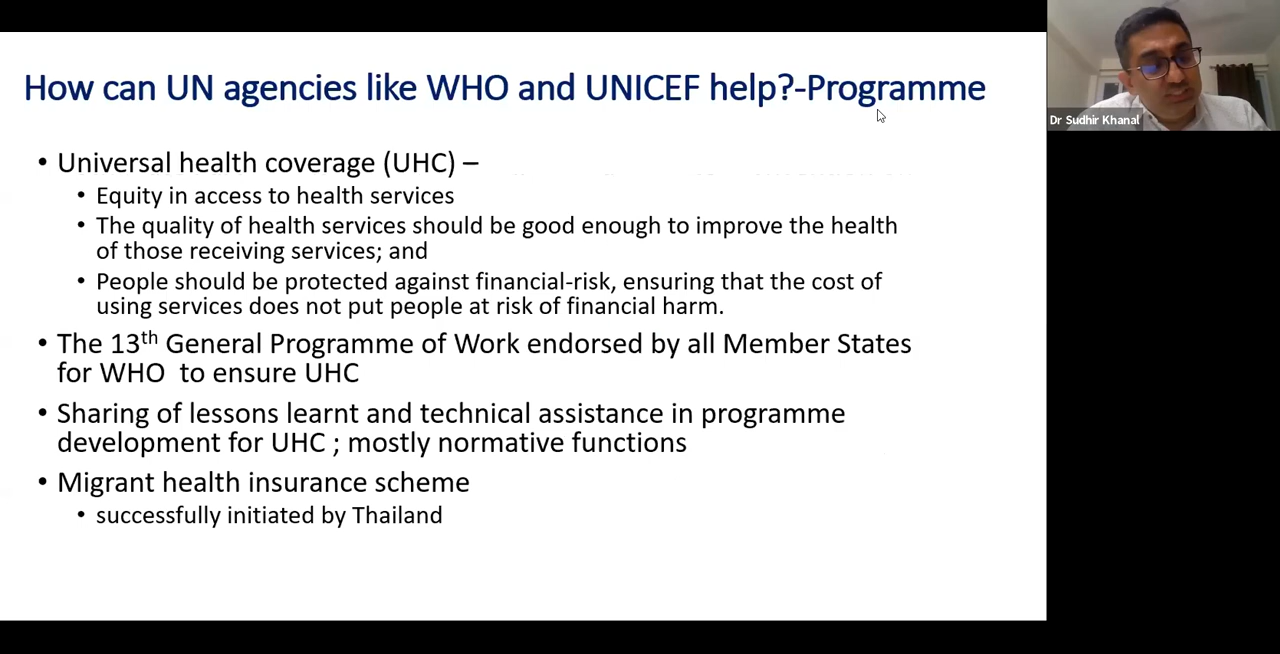 How can UN agencies like WHO and UNICEF help?-Programme
Dr Sudhir Khanal
• Universal health coverage (UHC) –
• Equity in access to health services
• The quality of health services should be good enough to improve the health
of those receiving services; and
• People should be protected against financial-risk, ensuring that the cost of
using services does not put people at risk of financial harm.
• The 13th General Programme of Work endorsed by all Member States
for WHO  to ensure UHC
• Sharing of lessons learnt and technical assistance in programme
development for UHC ; mostly normative functions
• Migrant health insurance scheme
• successfully initiated by Thailand